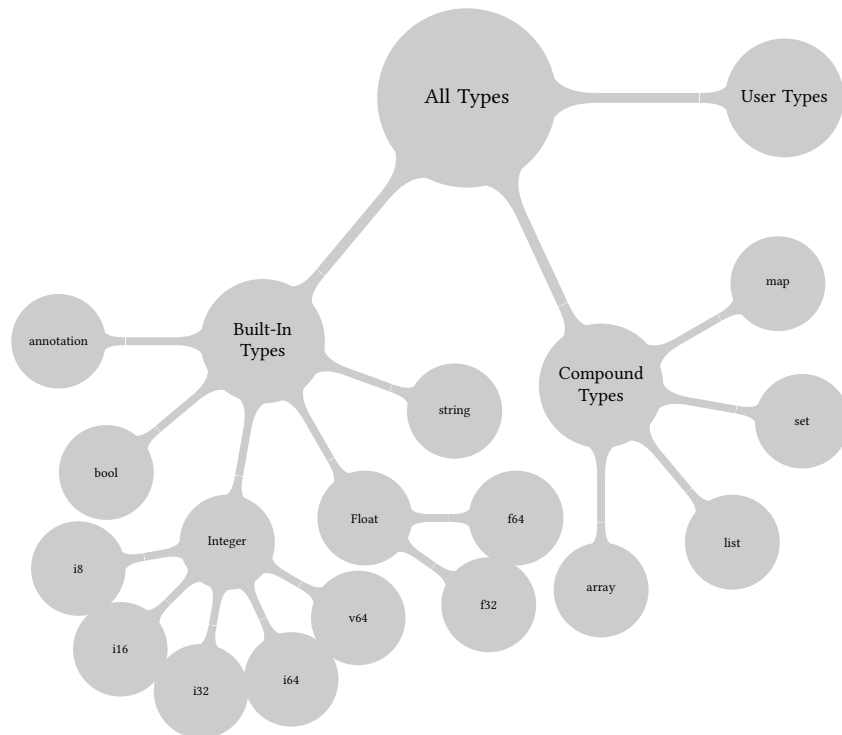 All Types
User Types
map
Built-In
Types
annotation
Compound
Types
string
set
bool
Float
f64
Integer
list
i8
array
f32
v64
i16
i64
i32